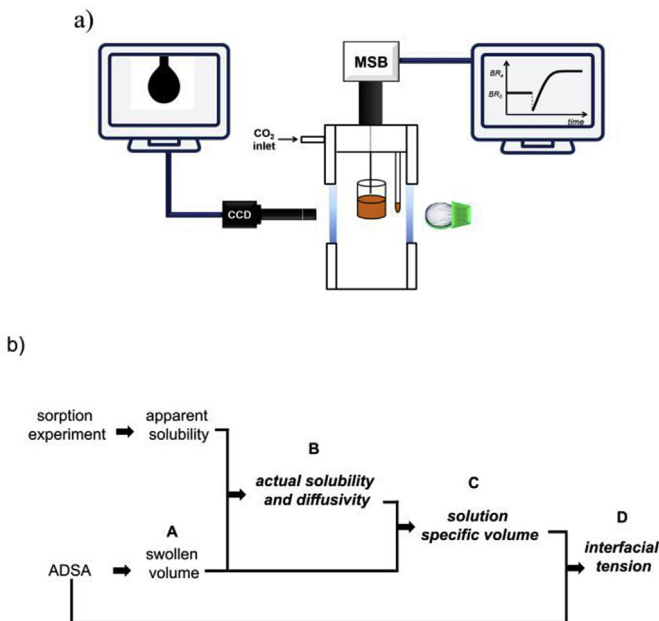 a)
MSB
BRe
BR0
time
CO2
inlet
CCD
b)
sorption
experiment
apparent
solubility
B
actual solubility
and diffusivity
C
solution
specific volume
D
interfacial
tension
A
swollen
volume
ADSA